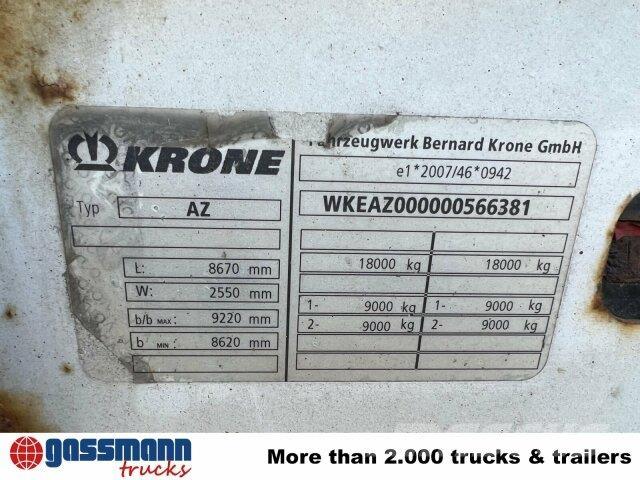 KRONE
Fahrzeugwerk Bernard Krone GmbH
e1*2007/46*0942
Typ AZ
WKEAZ000000566381
L: 8670 mm
W: 2550 mm
b/b MAX: 9220 mm
b MIN: 8620 mm
18000 kg 18000 kg
1- 9000 kg 1- 9000 kg
2- 9000 kg 2- 9000 kg
gassmann
trucks
More than 2.000 trucks & trailers